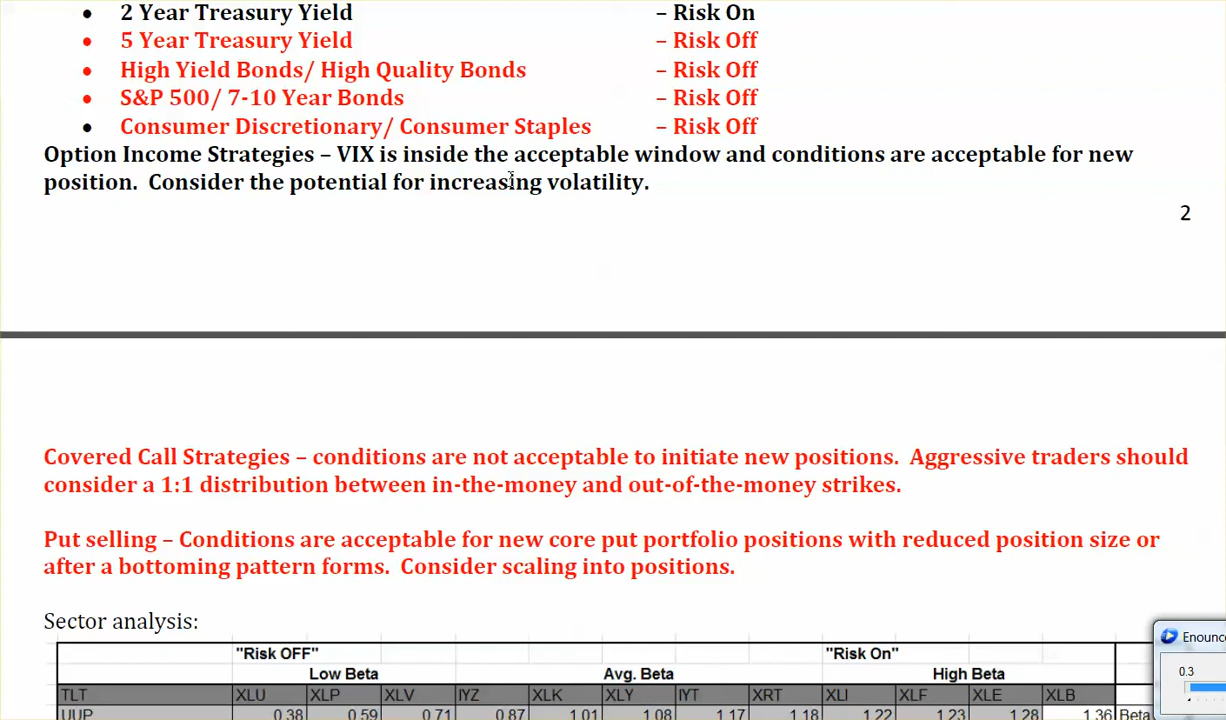 • 2 Year Treasury Yield – Risk On
• 5 Year Treasury Yield – Risk Off
• High Yield Bonds/ High Quality Bonds – Risk Off
• S&P 500/ 7-10 Year Bonds – Risk Off
• Consumer Discretionary/ Consumer Staples – Risk Off
Option Income Strategies – VIX is inside the acceptable window and conditions are acceptable for new
position.  Consider the potential for increasing volatility.
2
Covered Call Strategies – conditions are not acceptable to initiate new positions.  Aggressive traders should
consider a 1:1 distribution between in-the-money and out-of-the-money strikes.
Put selling – Conditions are acceptable for new core put portfolio positions with reduced position size or
after a bottoming pattern forms.  Consider scaling into positions.
Sector analysis:
"Risk OFF" "Risk On"
Low Beta Avg. Beta High Beta
TLT XLU XLP XLV IYZ XLK XLY IYT XRT XLI XLF XLE XLB
UUP 0.38 0.59 0.71 0.87 1.01 1.08 1.17 1.18 1.22 1.23 1.28 1.36 Beta
Enounc
0.3